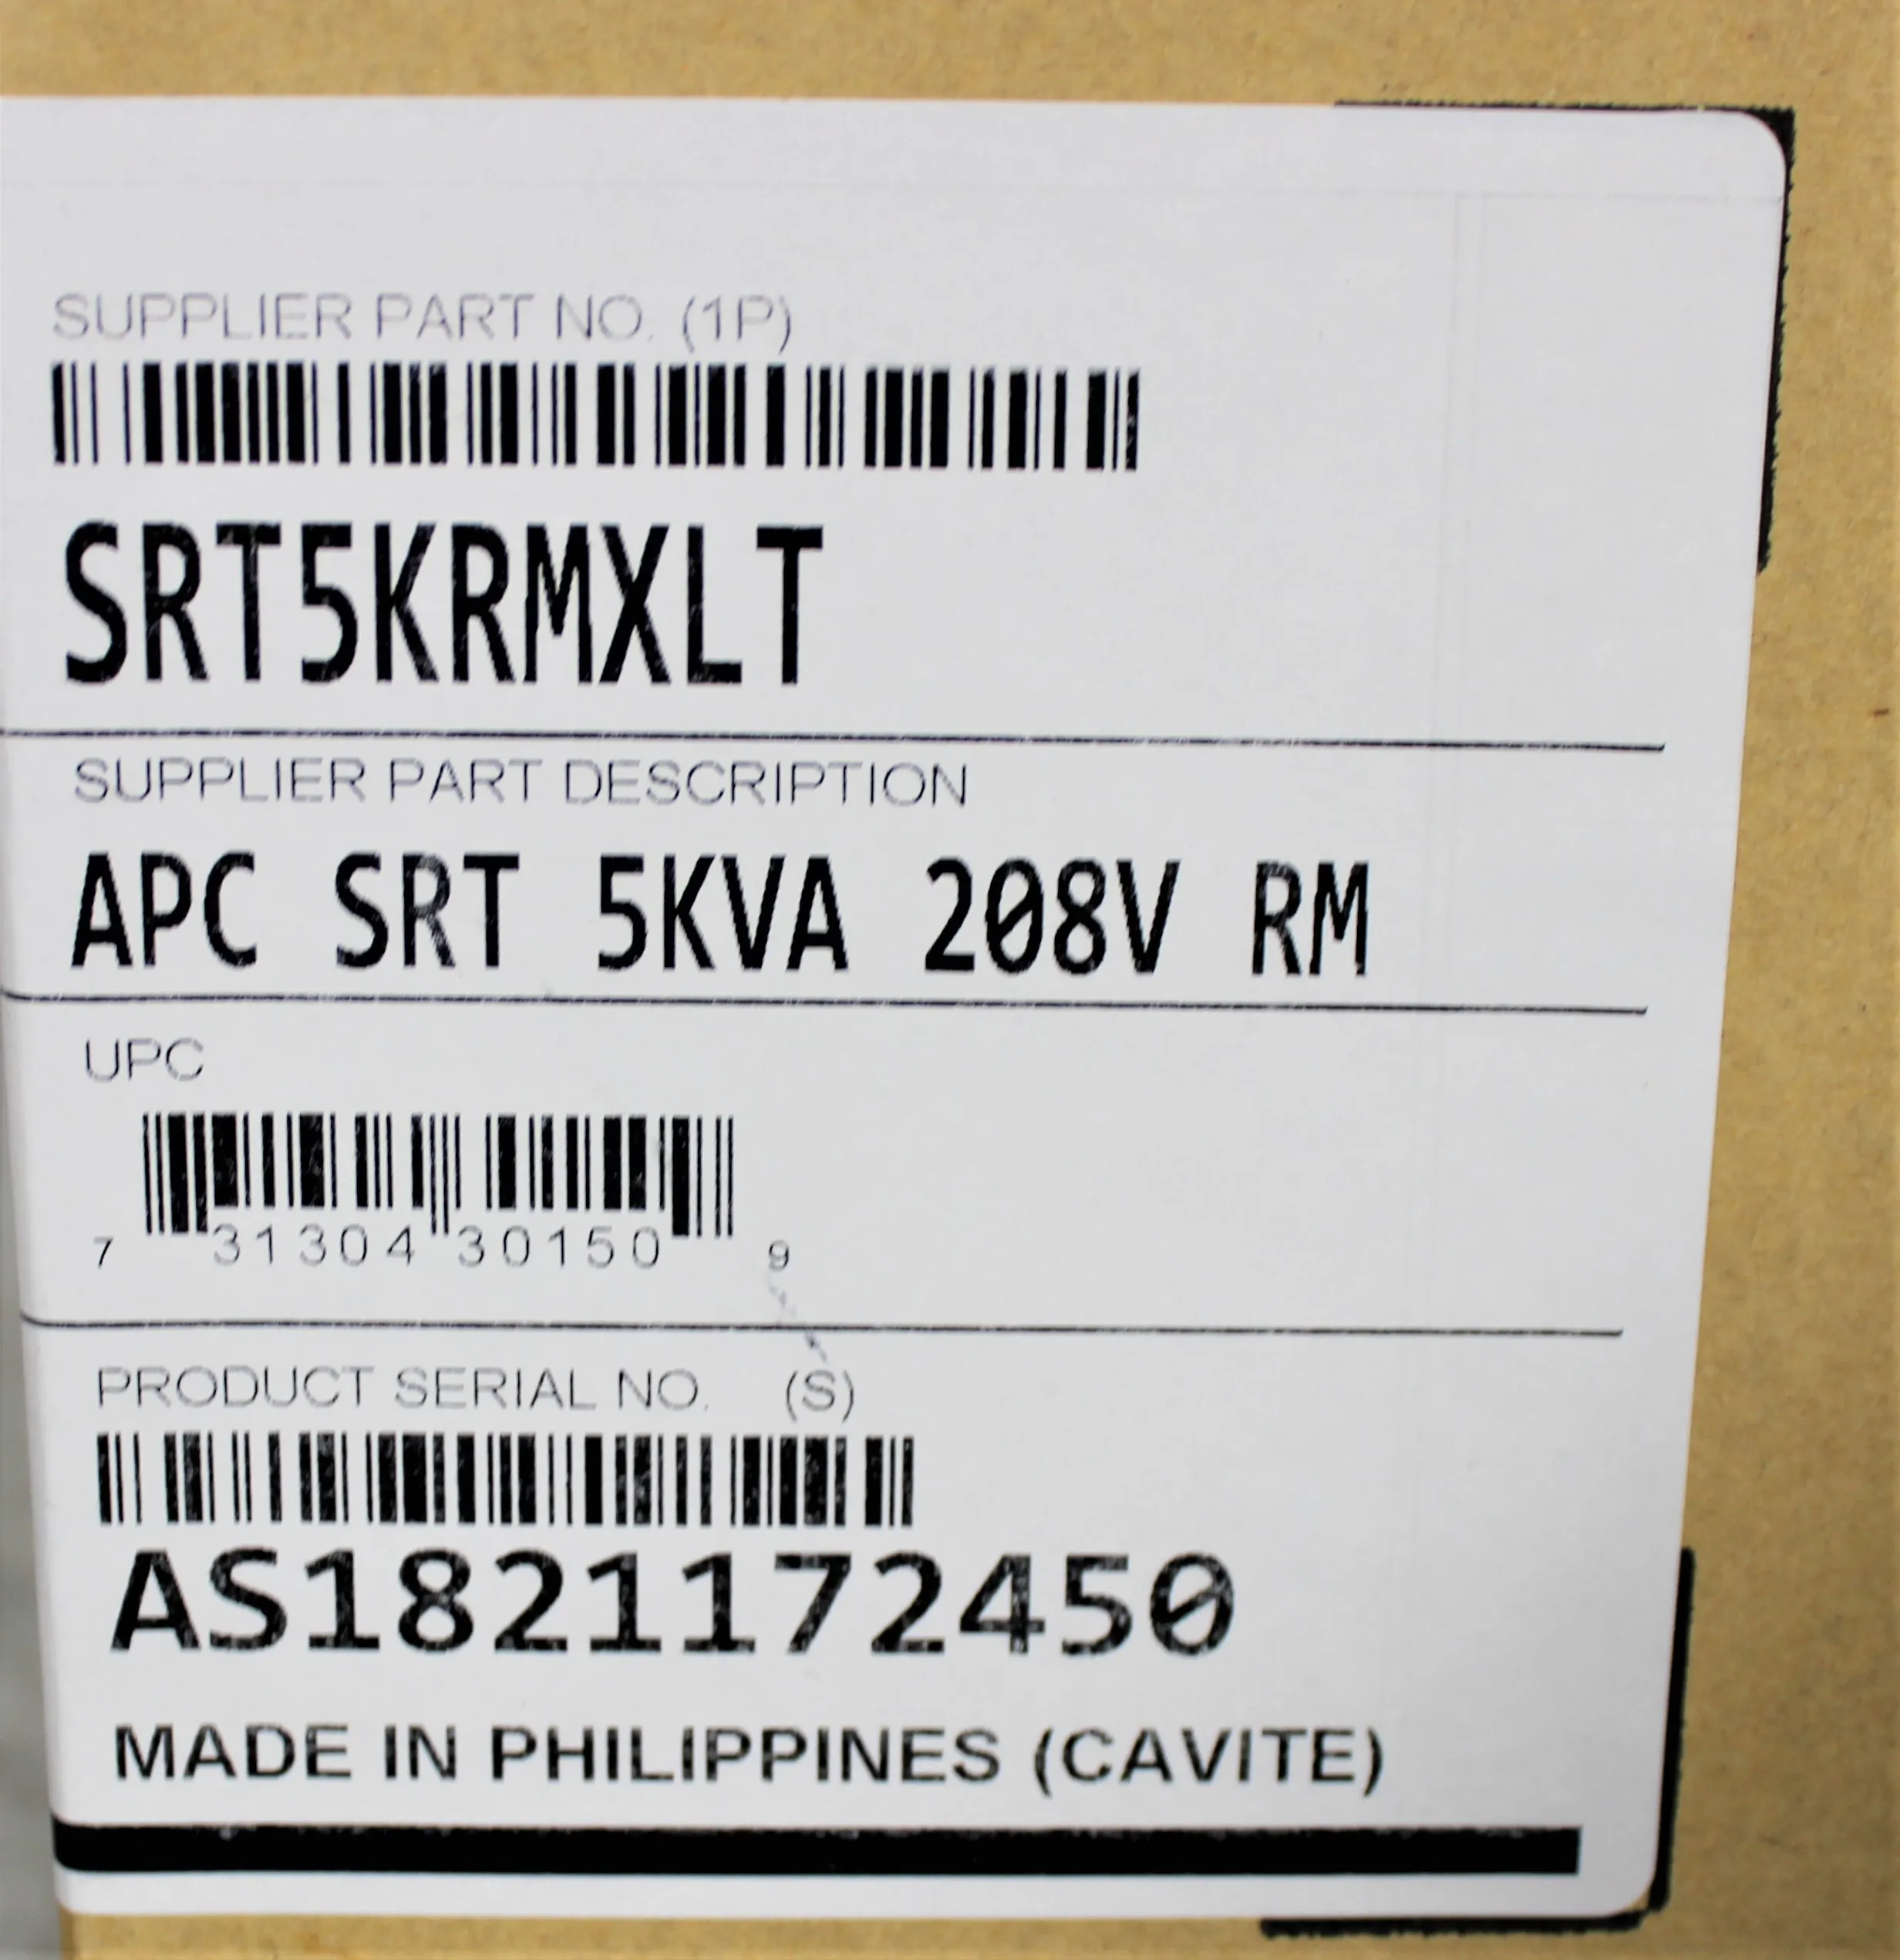 SUPPLIER PART NO. (1P)
SRT5KRMXLT
SUPPLIER PART DESCRIPTION
APC SRT 5KVA 208V RM
UPC
7 31304 30150 9
PRODUCT SERIAL NO. (S)
AS1821172450
MADE IN PHILIPPINES (CAVITE)